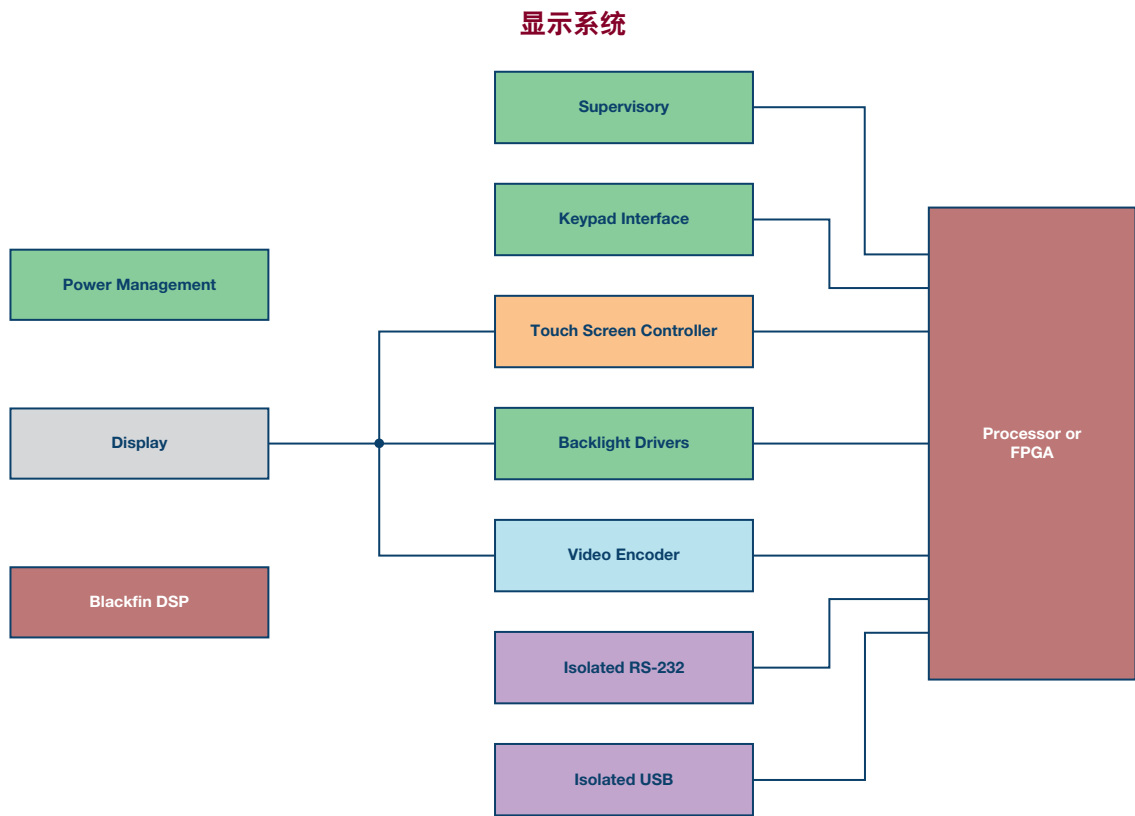 显示系统
Supervisory
Keypad Interface
Power Management
Touch Screen Controller
Display
Backlight Drivers
Processor or
FPGA
Video Encoder
Blackfin DSP
Isolated RS-232
Isolated USB